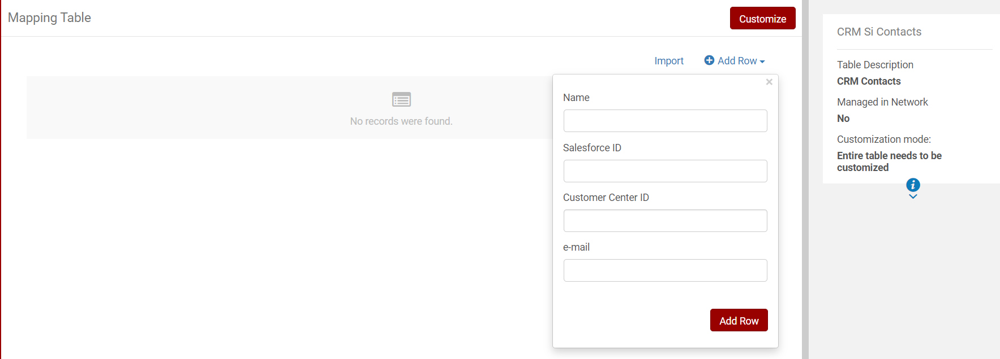 Mapping Table
Customize
Import
Add Row
No records were found.
Name
Salesforce ID
Customer Center ID
e-mail
Add Row
CRM Si Contacts
Table Description
CRM Contacts
Managed in Network
No
Customization mode:
Entire table needs to be
customized